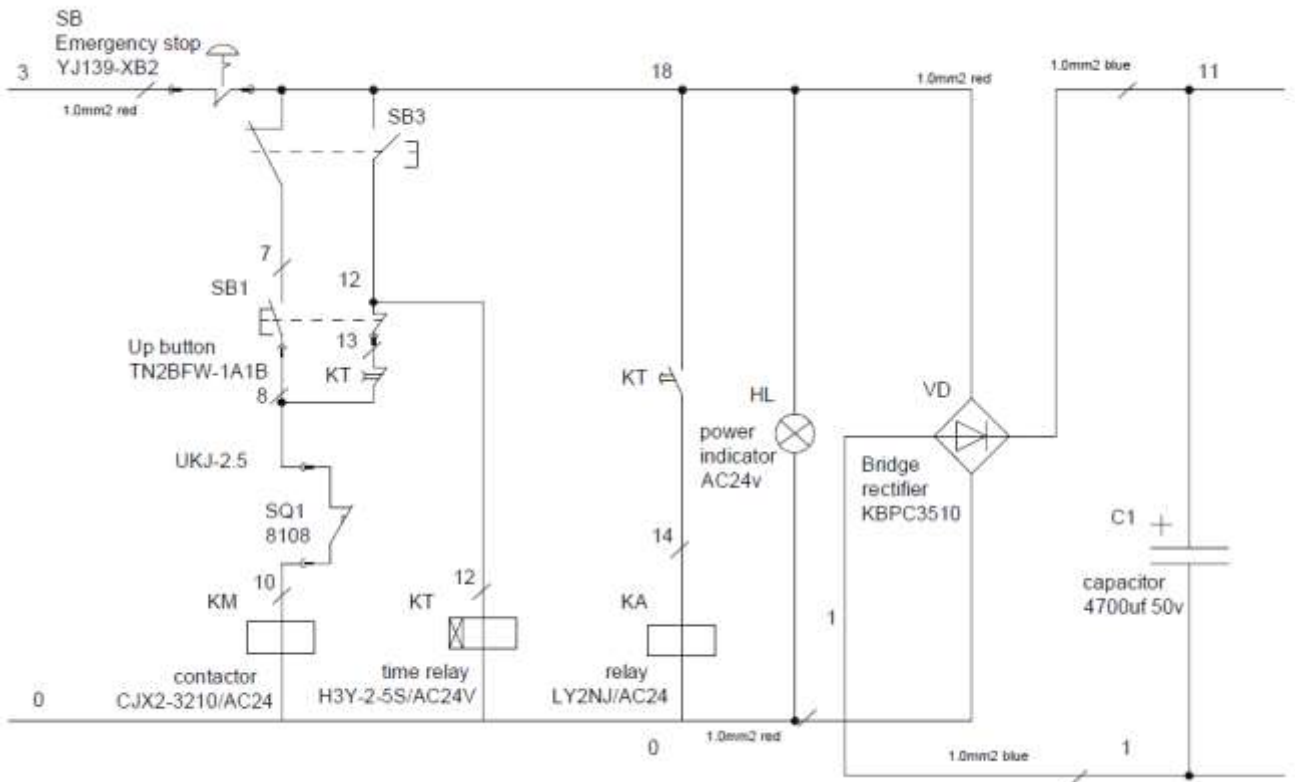 SB
Emergency stop
YJ139-XB2
3
1.0mm2 red
18
1.0mm2 red
1.0mm2 blue
11
SB3
7
SB1
12
13
Up button
TN2BFW-1A1B
KT
8
KT
HL
VD
power
indicator
AC24v
UKJ-2.5
Bridge
rectifier
KBPC3510
SQ1
8108
C1
14
10
12
capacitor
4700uf 50v
KM
KT
KA
1
contactor
CJX2-3210/AC24
time relay
H3Y-2-5S/AC24V
relay
LY2NJ/AC24
0
0
1.0mm2 red
1.0mm2 blue
1